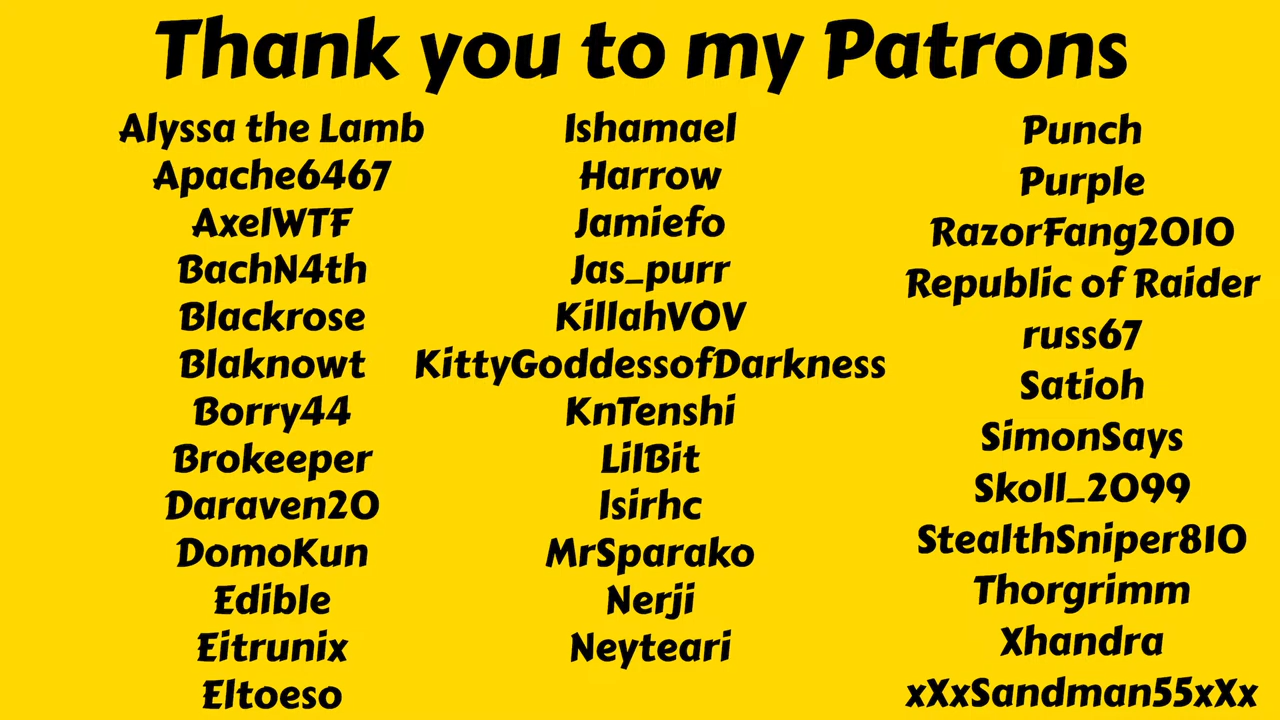 Thank you to my Patrons
Alyssa the Lamb
Apache6467
AxelWTF
BachN4th
Blackrose
Blaknowt
Borry44
Brokeeper
Daraven20
DomoKun
Edible
Eitrunix
Eltoeso
Ishamael
Harrow
Jamiefo
Jas_purr
KillahVOV
KittyGoddessofDarkness
KnTenshi
LilBit
lsirhc
MrSparako
Nerji
Neyteari
Punch
Purple
RazorFang2010
Republic of Raider
russ67
Satioh
SimonSays
Skoll_2099
StealthSniper810
Thorgrimm
Xhandra
xXxSandman55xXx